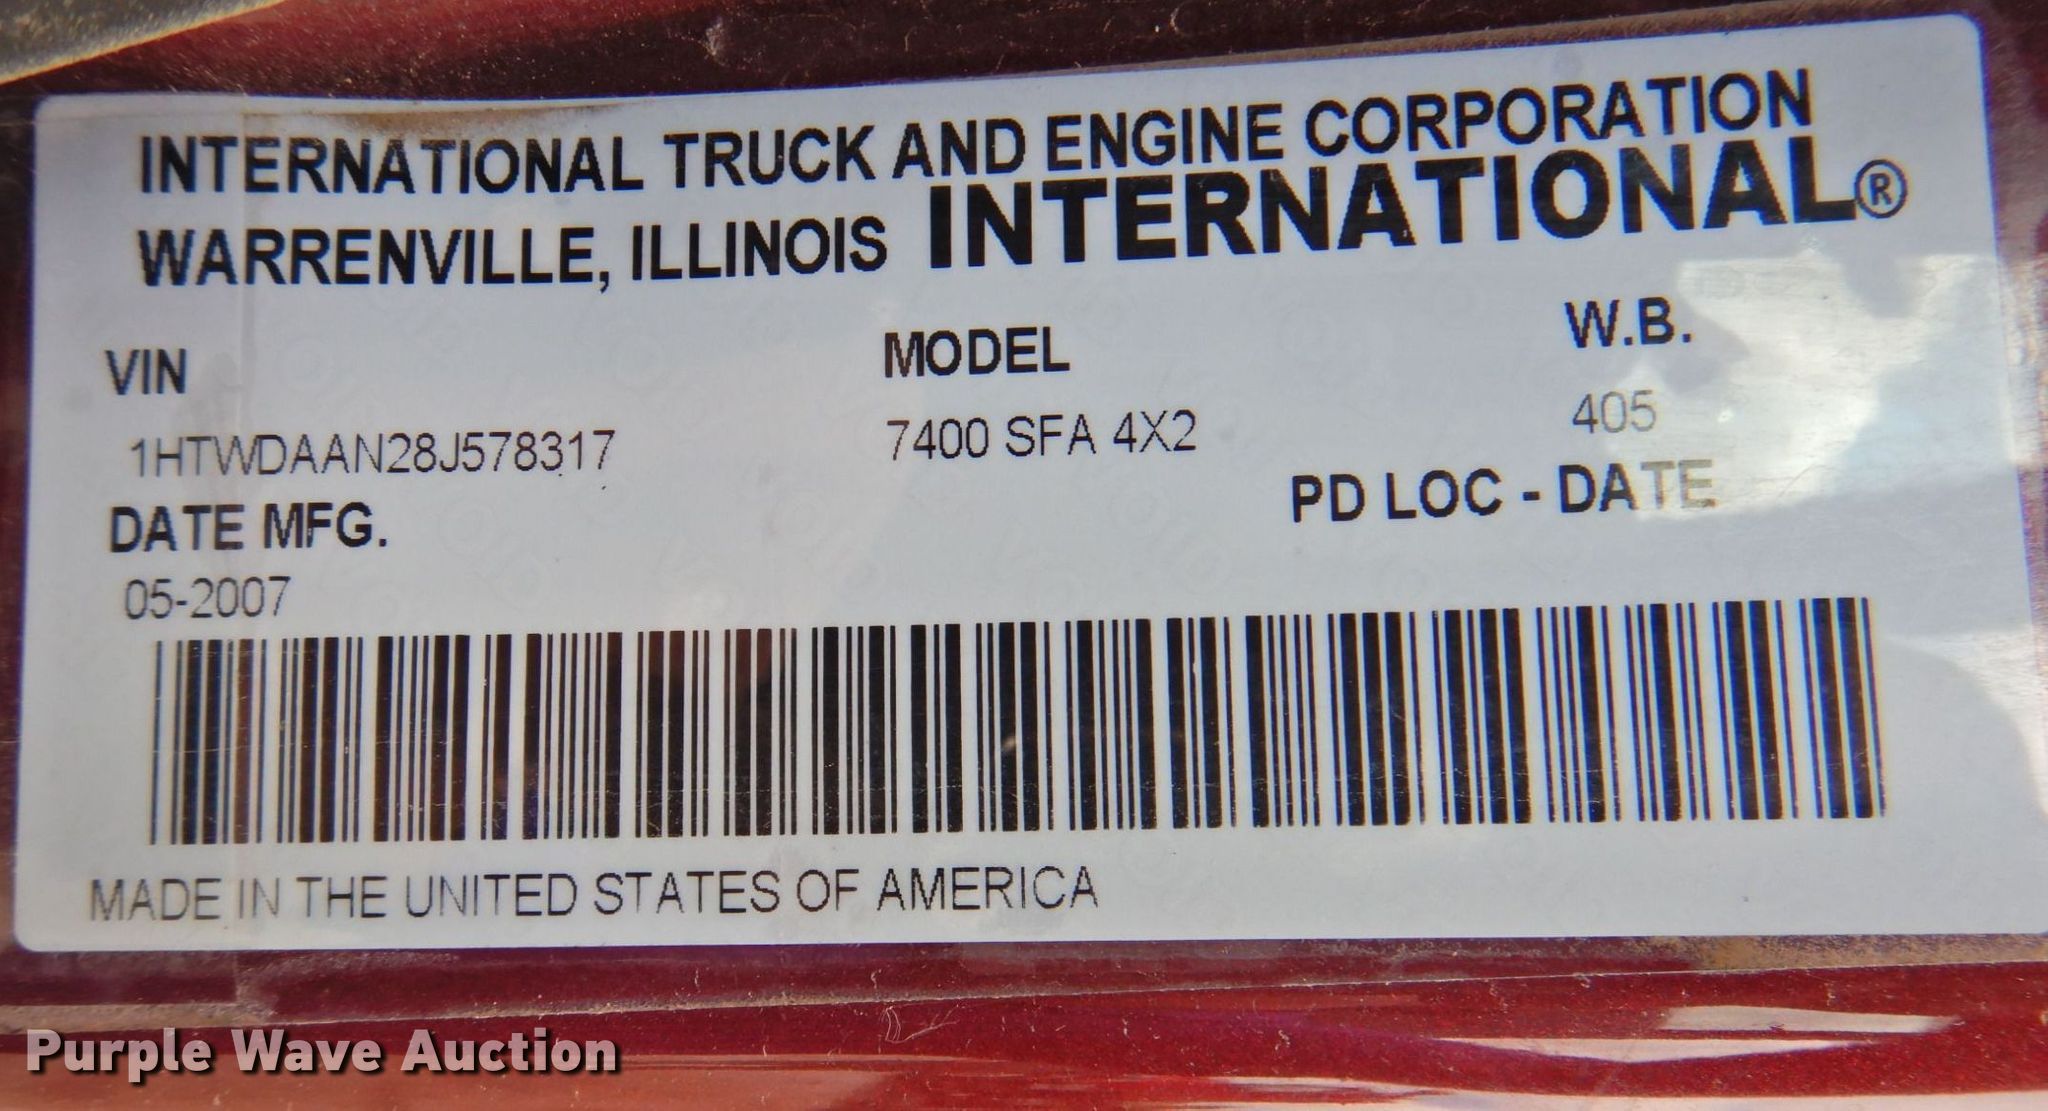 INTERNATIONAL TRUCK AND ENGINE CORPORATION
WARRENVILLE, ILLINOIS INTERNATIONAL®
VIN MODEL W.B.
1HTWDAAN28J578317 7400 SFA 4X2 405
DATE MFG. PD LOC - DATE
05-2007
MADE IN THE UNITED STATES OF AMERICA
Purple Wave Auction